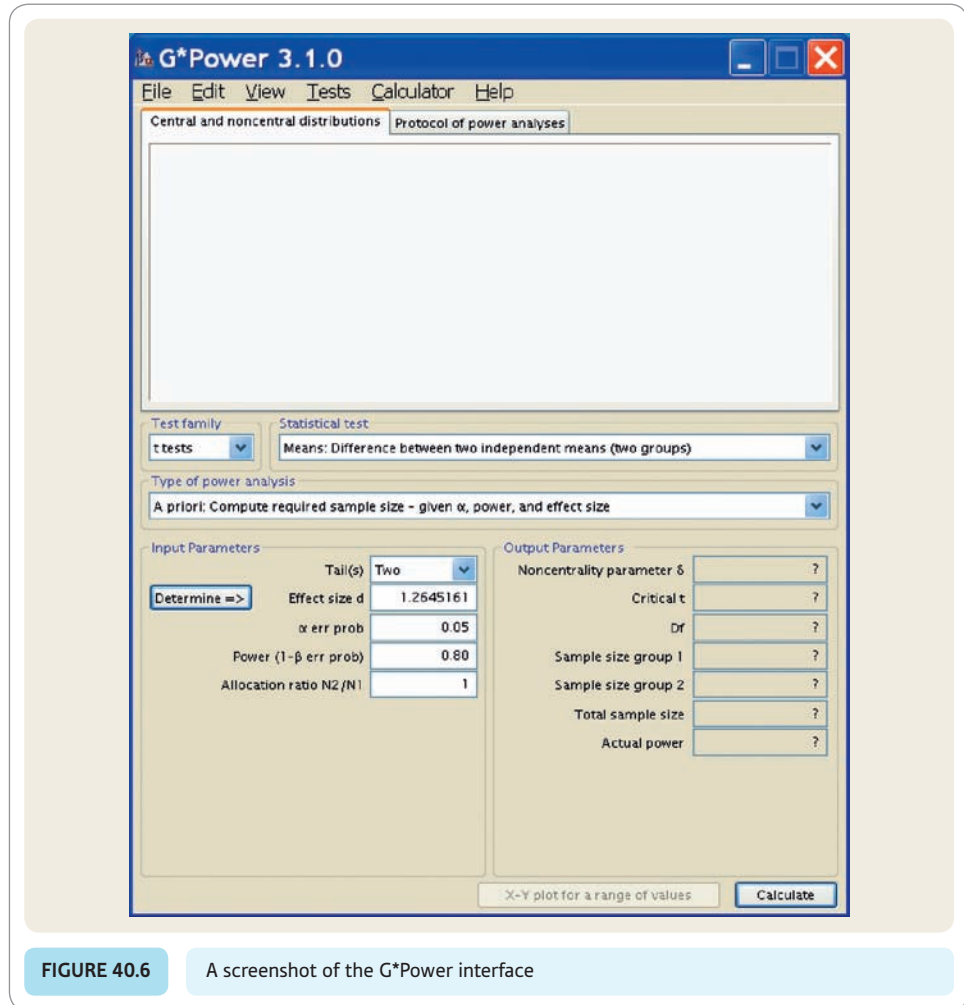 G*Power 3.1.0
File Edit View Tests Calculator Help
Central and noncentral distributions Protocol of power analyses
Test family Statistical test
t tests Means: Difference between two independent means (two groups)
Type of power analysis
A priori: Compute required sample size – given α, power, and effect size
Input Parameters Output Parameters
Tail(s) Two Noncentrality parameter δ ?
Determine => Effect size d 1.2645161 Critical t ?
α err prob 0.05 Df ?
Power (1-β err prob) 0.80 Sample size group 1 ?
Allocation ratio N2/N1 1 Sample size group 2 ?
Total sample size ?
Actual power ?
X-Y plot for a range of values Calculate
FIGURE 40.6 A screenshot of the G*Power interface